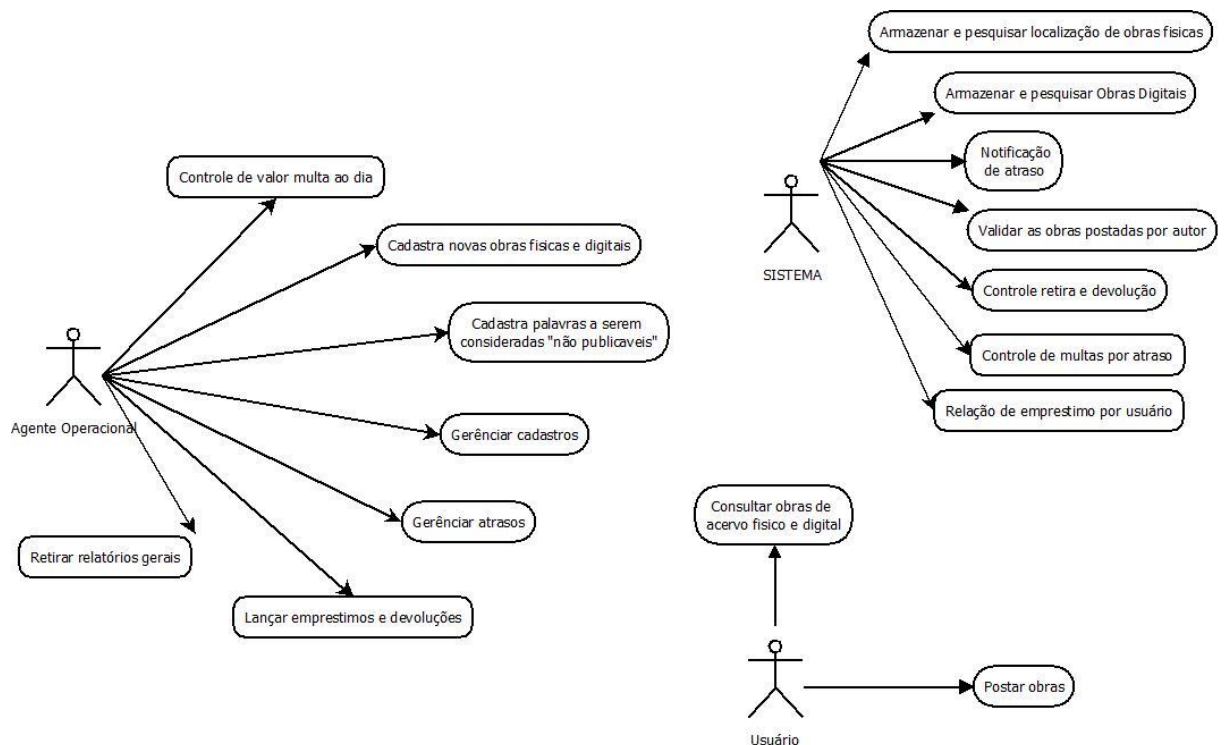 Armazenar e pesquisar localização de obras fisicas
Armazenar e pesquisar Obras Digitais
Notificação
de atraso
Validar as obras postadas por autor
Controle retira e devolução
Controle de multas por atraso
Relação de emprestimo por usuário
SISTEMA
Controle de valor multa ao dia
Cadastra novas obras fisicas e digitais
Cadastra palavras a serem
consideradas "não publicaveis"
Gerênciar cadastros
Gerênciar atrasos
Lançar emprestimos e devoluções
Retirar relatórios gerais
Agente Operacional
Consultar obras de
acervo fisico e digital
Postar obras
Usuário